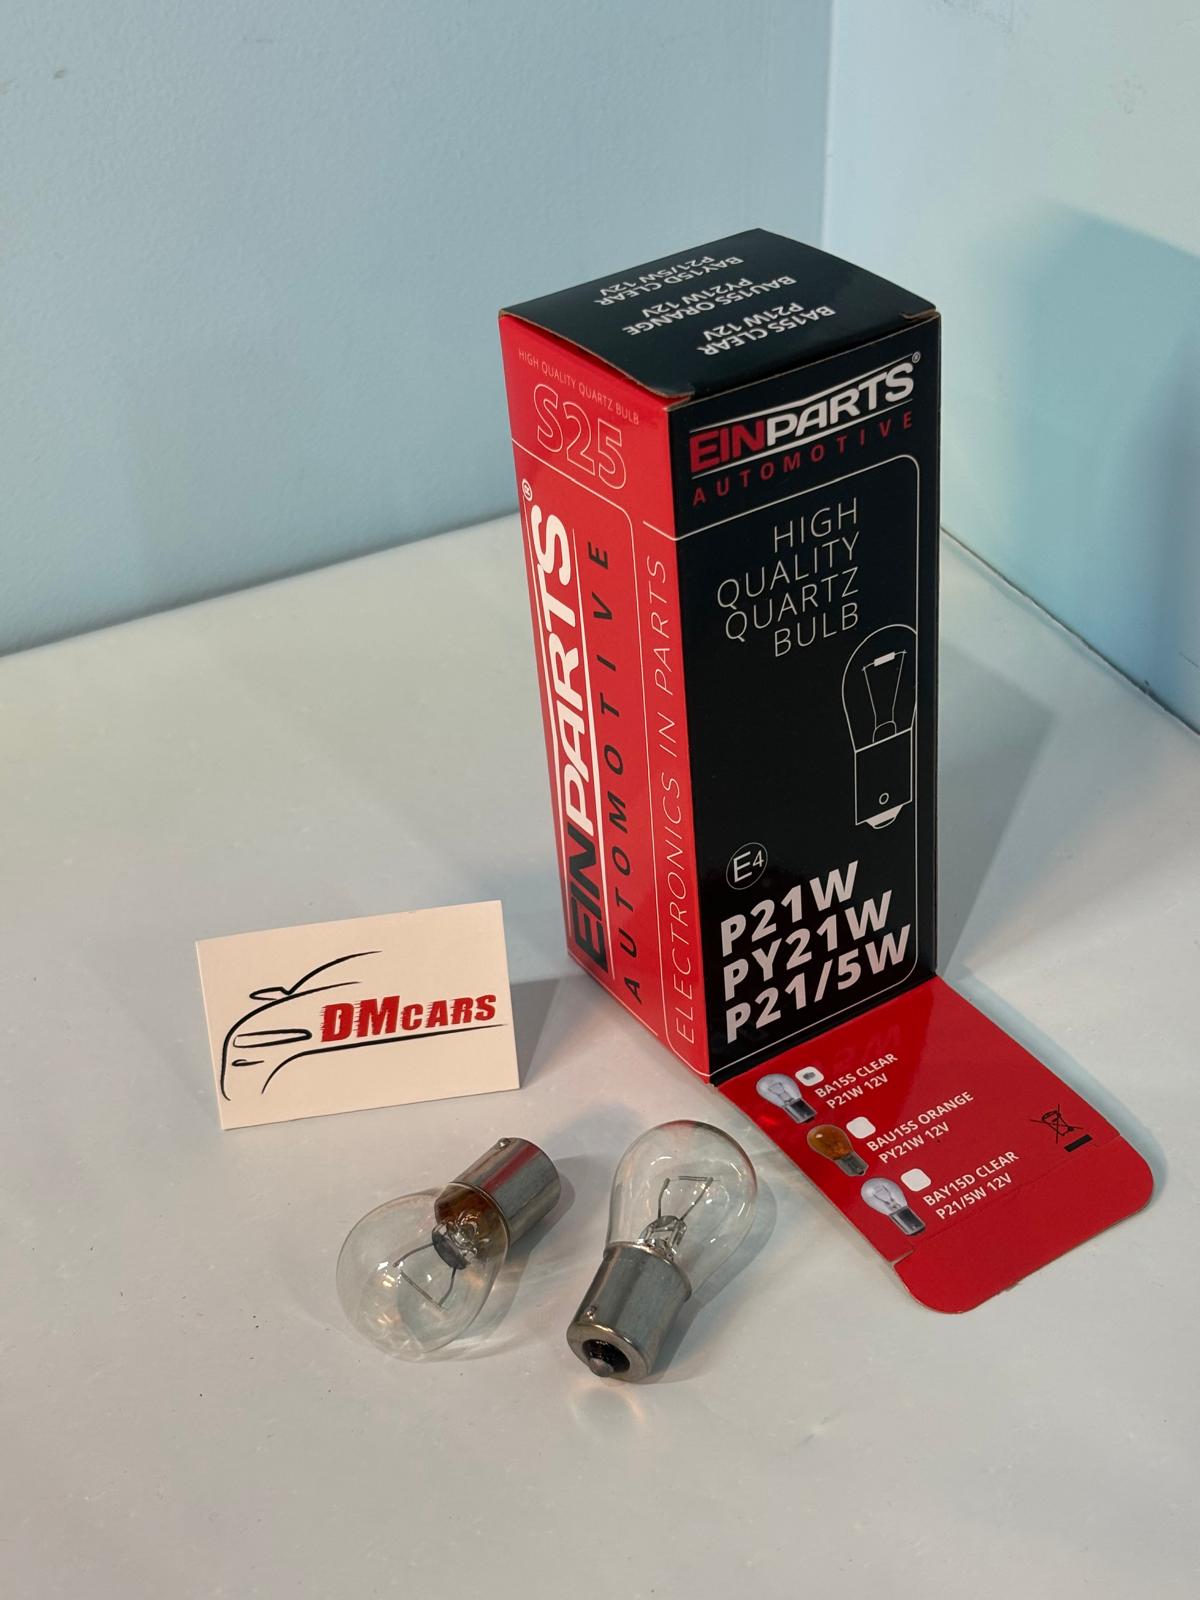 BA15S CLEAR
P21W 12V
BAU15S ORANGE
PY21W 12V
BAY15D CLEAR
P21/5W 12V
HIGH QUALITY QUARTZ BULB
S25
EINPARTS®
AUTOMOTIVE
ELECTRONICS IN PARTS
EINPARTS®
AUTOMOTIVE
HIGH
QUALITY
QUARTZ
BULB
E4
P21W
PY21W
P21/5W
DMCARS
BA15S CLEAR
P21W 12V
BAU15S ORANGE
PY21W 12V
BAY15D CLEAR
P21/5W 12V